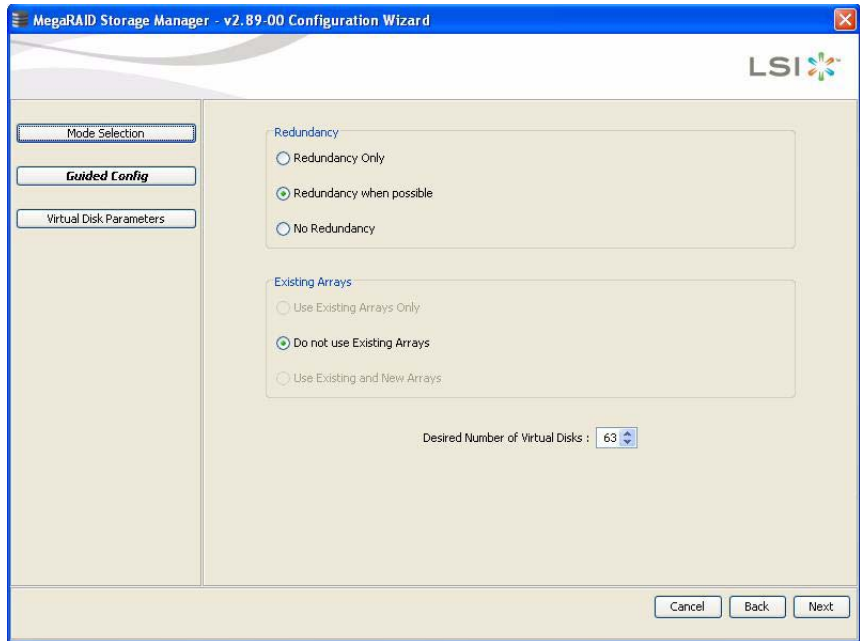 MegaRAID Storage Manager - v2.89-00 Configuration Wizard
LSI
Mode Selection
Guided Config
Virtual Disk Parameters
Redundancy
Redundancy Only
Redundancy when possible
No Redundancy
Existing Arrays
Use Existing Arrays Only
Do not use Existing Arrays
Use Existing and New Arrays
Desired Number of Virtual Disks : 63
Cancel Back Next